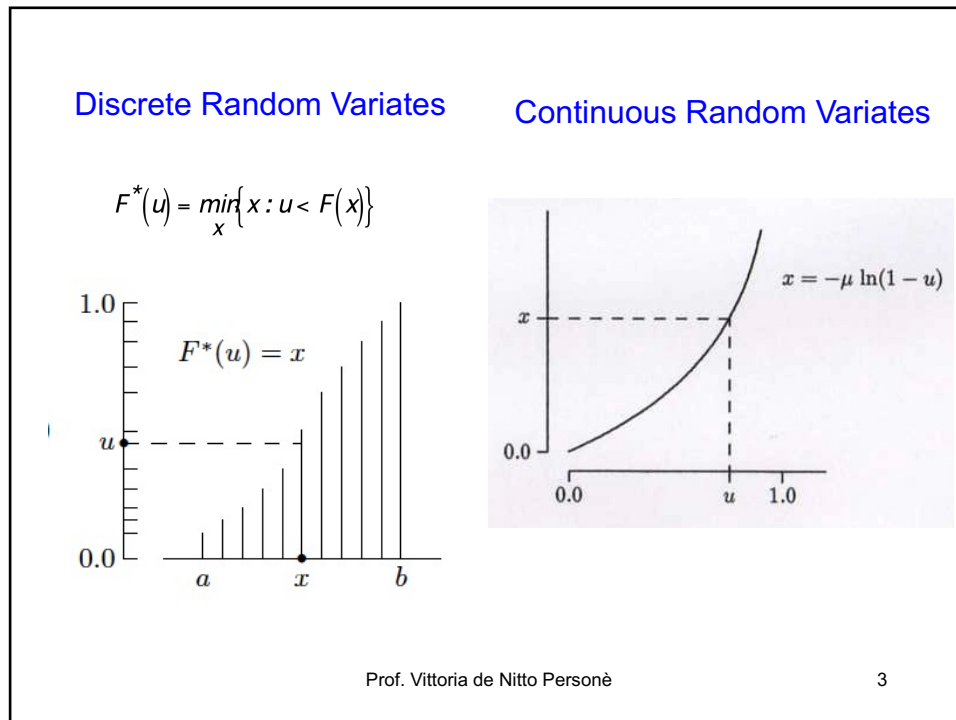 Discrete Random Variates
Continuous Random Variates
F*(u) = min{x : u < F(x)}
x
1.0
F*(u) = x
u
0.0
a
x
b
x = −μ ln(1 − u)
x
0.0
0.0
u
1.0
Prof. Vittoria de Nitto Personè
3